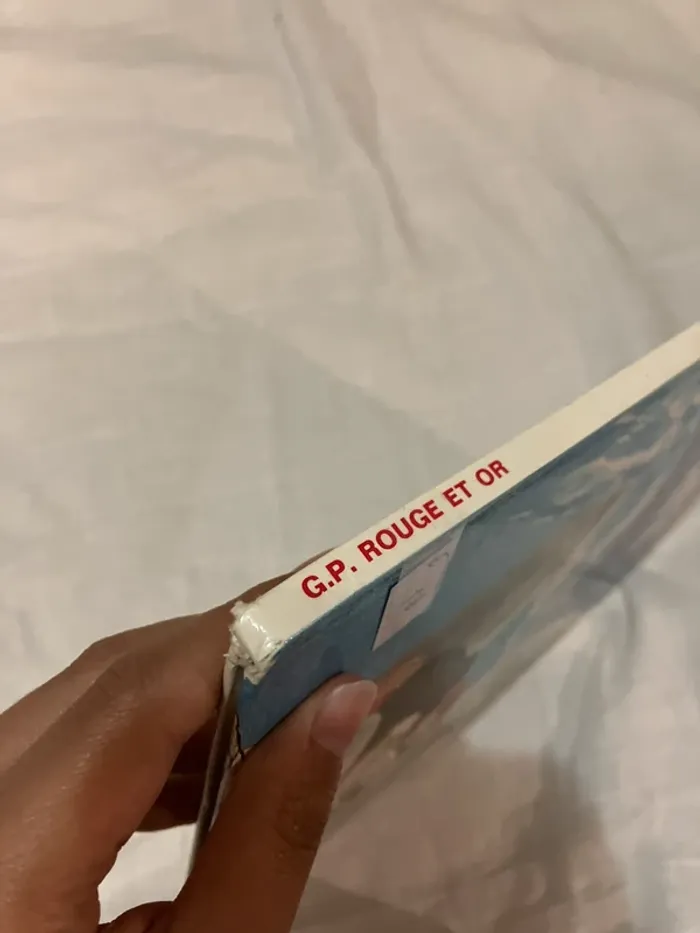 G.P. ROUGE ET OR